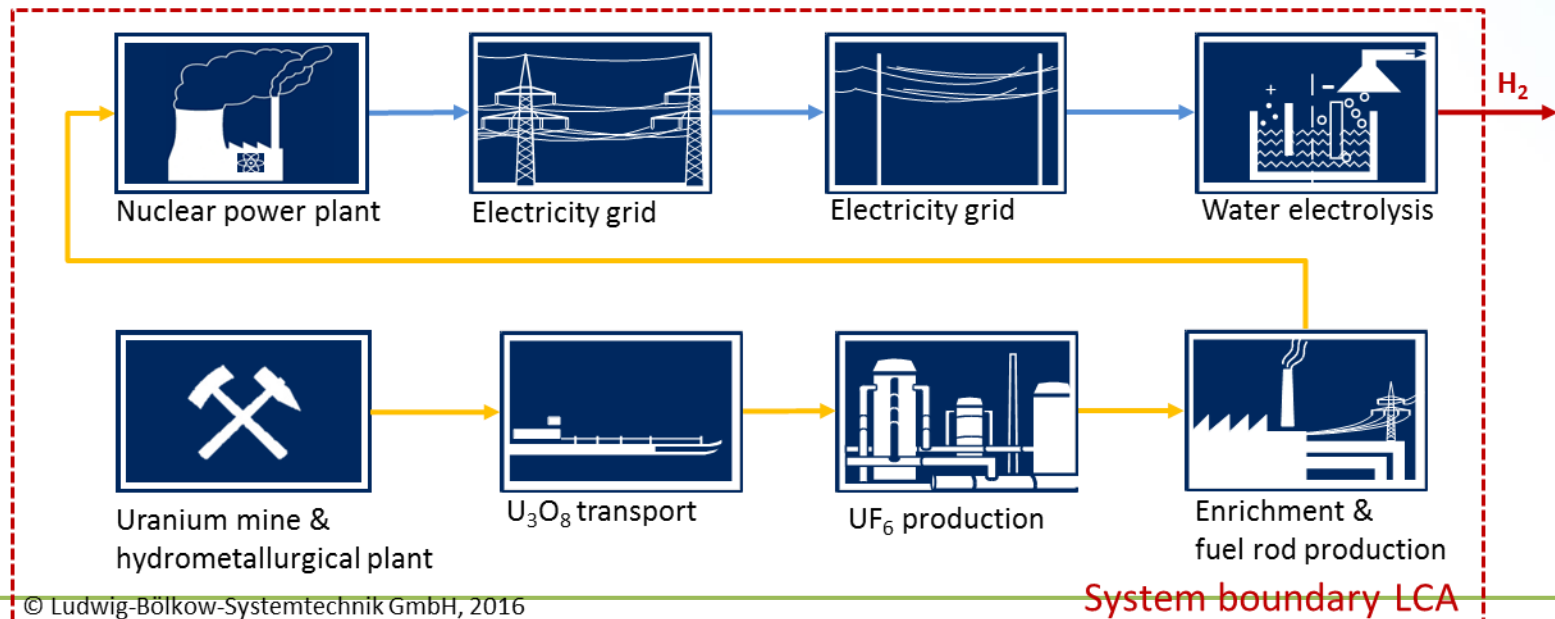 H₂
Nuclear power plant
Electricity grid
Electricity grid
Water electrolysis
+
−
Uranium mine &
hydrometallurgical plant
U₃O₈ transport
UF₆ production
Enrichment &
fuel rod production
System boundary LCA
© Ludwig-Bölkow-Systemtechnik GmbH, 2016